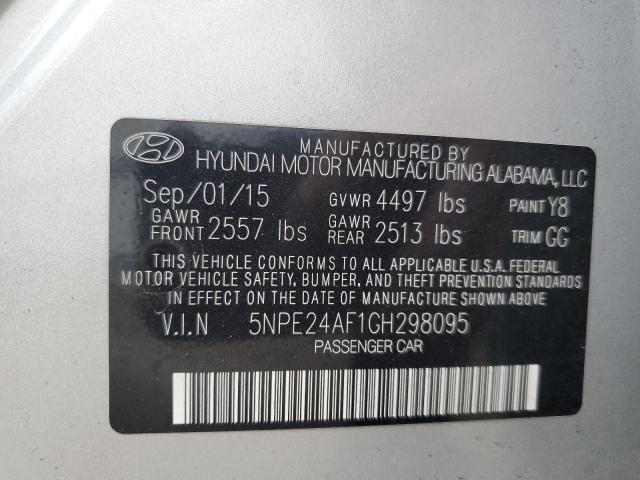 MANUFACTURED BY
HYUNDAI MOTOR MANUFACTURING ALABAMA, LLC
Sep/01/15 GVWR 4497 lbs PAINT Y8
GAWR FRONT 2557 lbs GAWR REAR 2513 lbs TRIM GG
THIS VEHICLE CONFORMS TO ALL APPLICABLE U.S.A. FEDERAL
MOTOR VEHICLE SAFETY, BUMPER, AND THEFT PREVENTION STANDARDS
IN EFFECT ON THE DATE OF MANUFACTURE SHOWN ABOVE.
V.I.N 5NPE24AF1GH298095
PASSENGER CAR